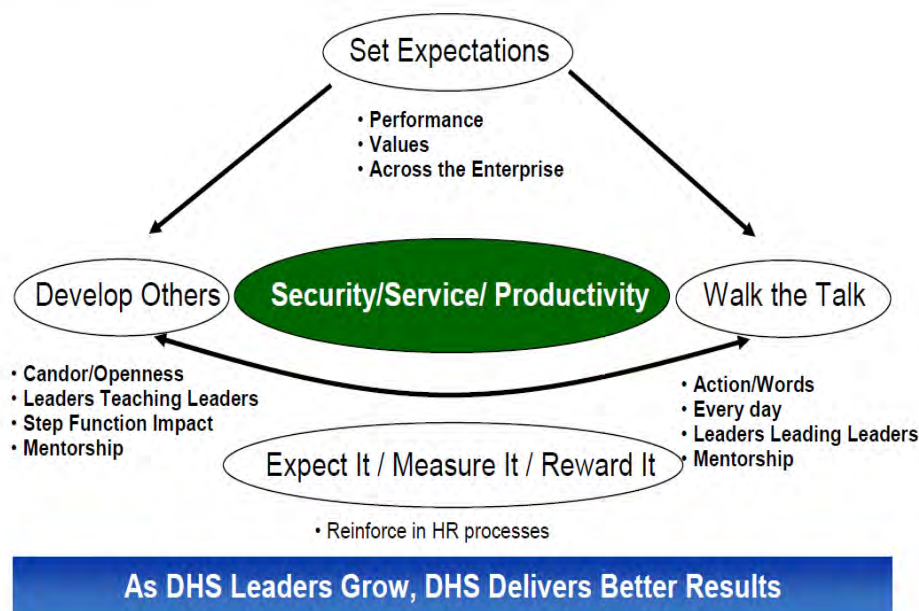 Set Expectations
• Performance
• Values
• Across the Enterprise
Develop Others
Security/Service/ Productivity
Walk the Talk
• Candor/Openness
• Leaders Teaching Leaders
• Step Function Impact
• Mentorship
• Action/Words
• Every day
• Leaders Leading Leaders
• Mentorship
Expect It / Measure It / Reward It
• Reinforce in HR processes
As DHS Leaders Grow, DHS Delivers Better Results